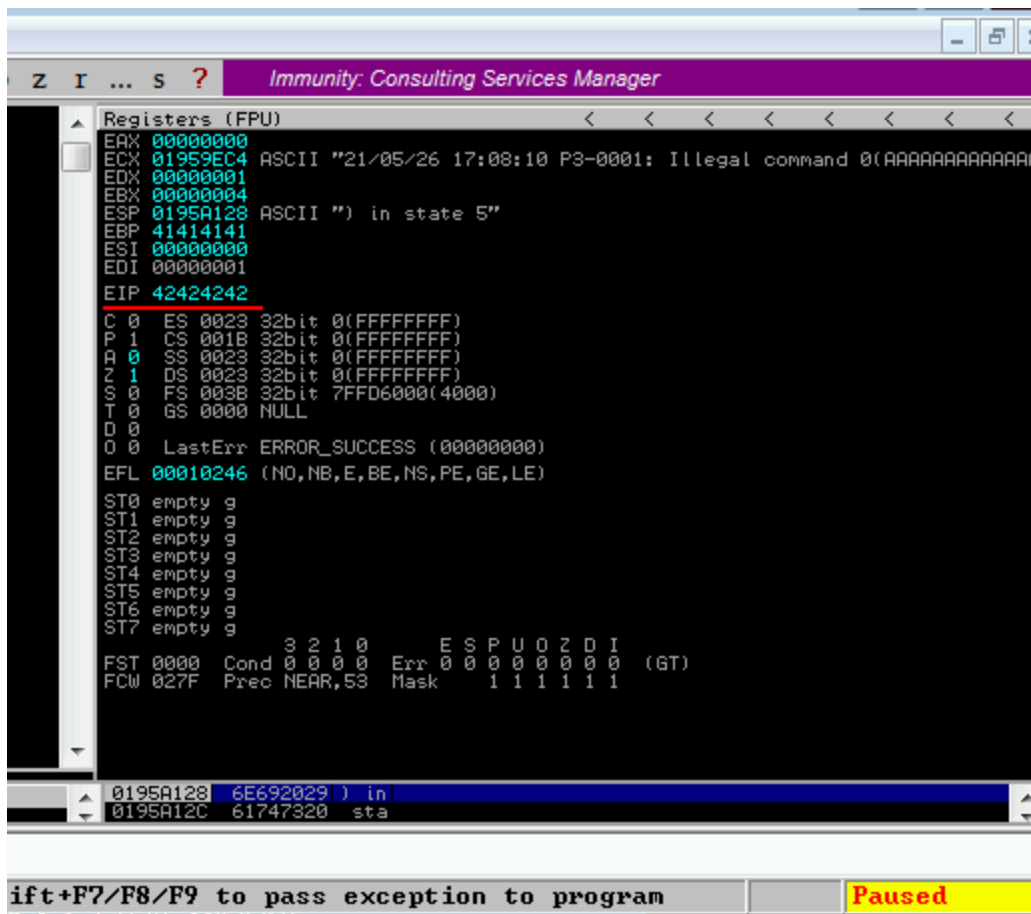 z r ... s ? Immunity: Consulting Services Manager
Registers (FPU) < < < < < < < <
EAX 00000000
ECX 01959EC4 ASCII "21/05/26 17:08:10 P3-0001: Illegal command 0(AAAAAAAAAAAAA
EDX 00000001
EBX 00000004
ESP 0195A128 ASCII ") in state 5"
EBP 41414141
ESI 00000000
EDI 00000001
EIP 42424242
C 0 ES 0023 32bit 0(FFFFFFFF)
P 1 CS 001B 32bit 0(FFFFFFFF)
A 0 SS 0023 32bit 0(FFFFFFFF)
Z 1 DS 0023 32bit 0(FFFFFFFF)
S 0 FS 003B 32bit 7FFD6000(4000)
T 0 GS 0000 NULL
D 0
O 0 LastErr ERROR_SUCCESS (00000000)
EFL 00010246 (NO,NB,E,BE,NS,PE,GE,LE)
ST0 empty g
ST1 empty g
ST2 empty g
ST3 empty g
ST4 empty g
ST5 empty g
ST6 empty g
ST7 empty g
3 2 1 0 E S P U O Z D I
FST 0000 Cond 0 0 0 0 Err 0 0 0 0 0 0 0 0 (GT)
FCW 027F Prec NEAR,53 Mask 1 1 1 1 1 1
0195A128 6E692029 ) in
0195A12C 61747320 sta
ift+F7/F8/F9 to pass exception to program Paused